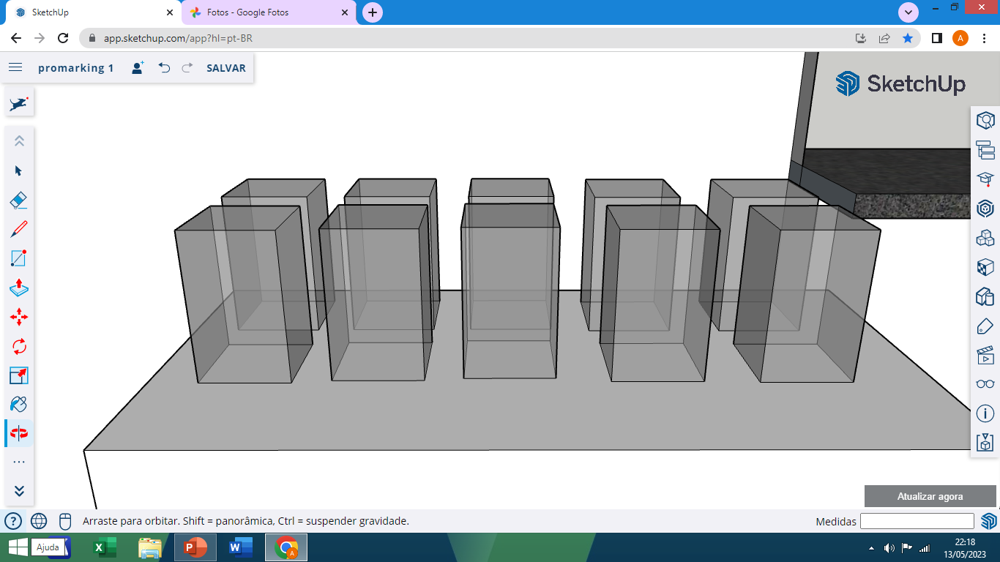 SketchUp
Fotos - Google Fotos
app.sketchup.com/app?hl=pt-BR
A
promarking 1
SALVAR
SketchUp
Atualizar agora
Arraste para orbitar. Shift = panorâmica, Ctrl = suspender gravidade.
Medidas
Ajuda
22:18
13/05/2023